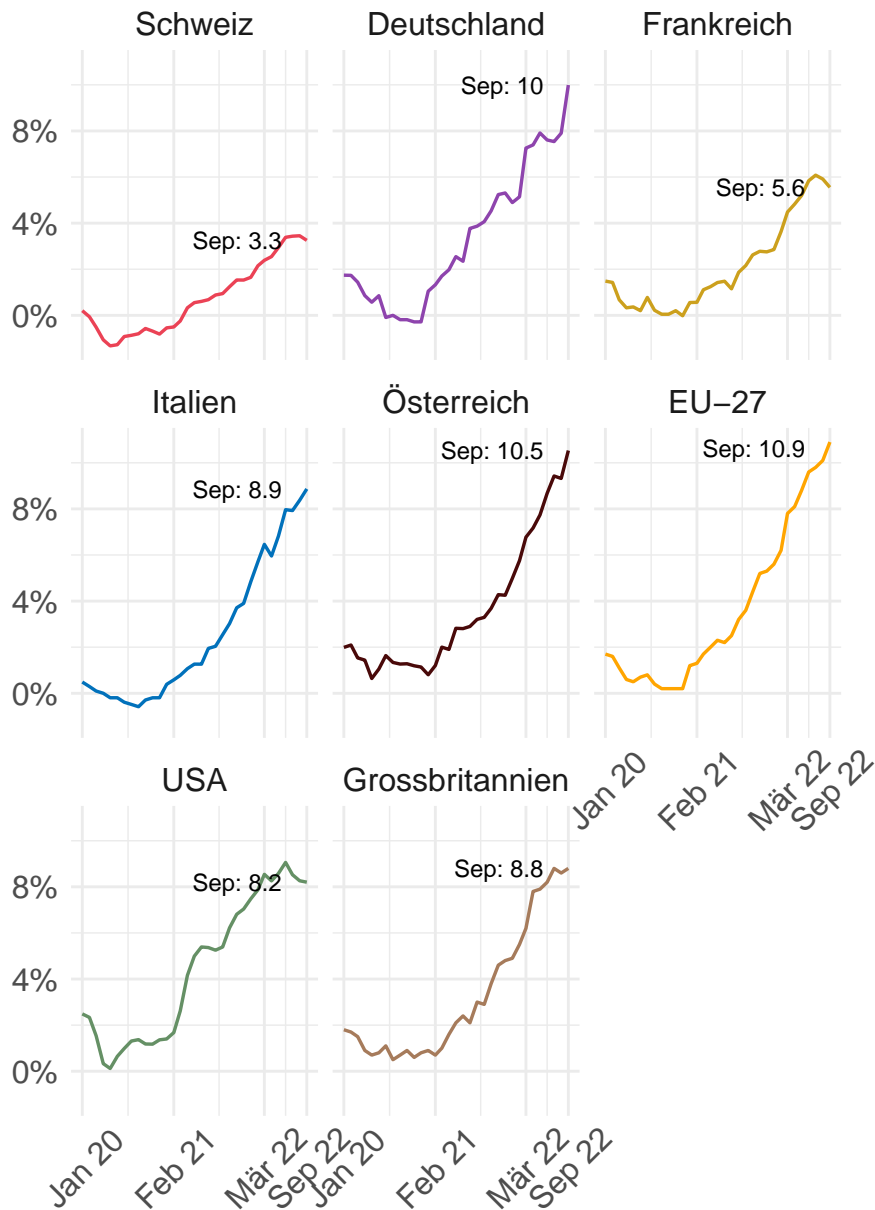 Schweiz Deutschland Frankreich
Sep: 10
8%
Sep: 5.6
4%
Sep: 3.3
0%
Italien Österreich EU−27
Sep: 10.5 Sep: 10.9
Sep: 8.9
8%
4%
0%
Jan 20 Feb 21 Mär 22 Sep 22
USA Grossbritannien
Sep: 8.2 Sep: 8.8
8%
4%
0%
Jan 20 Feb 21 Mär 22 Sep 22 Jan 20 Feb 21 Mär 22 Sep 22